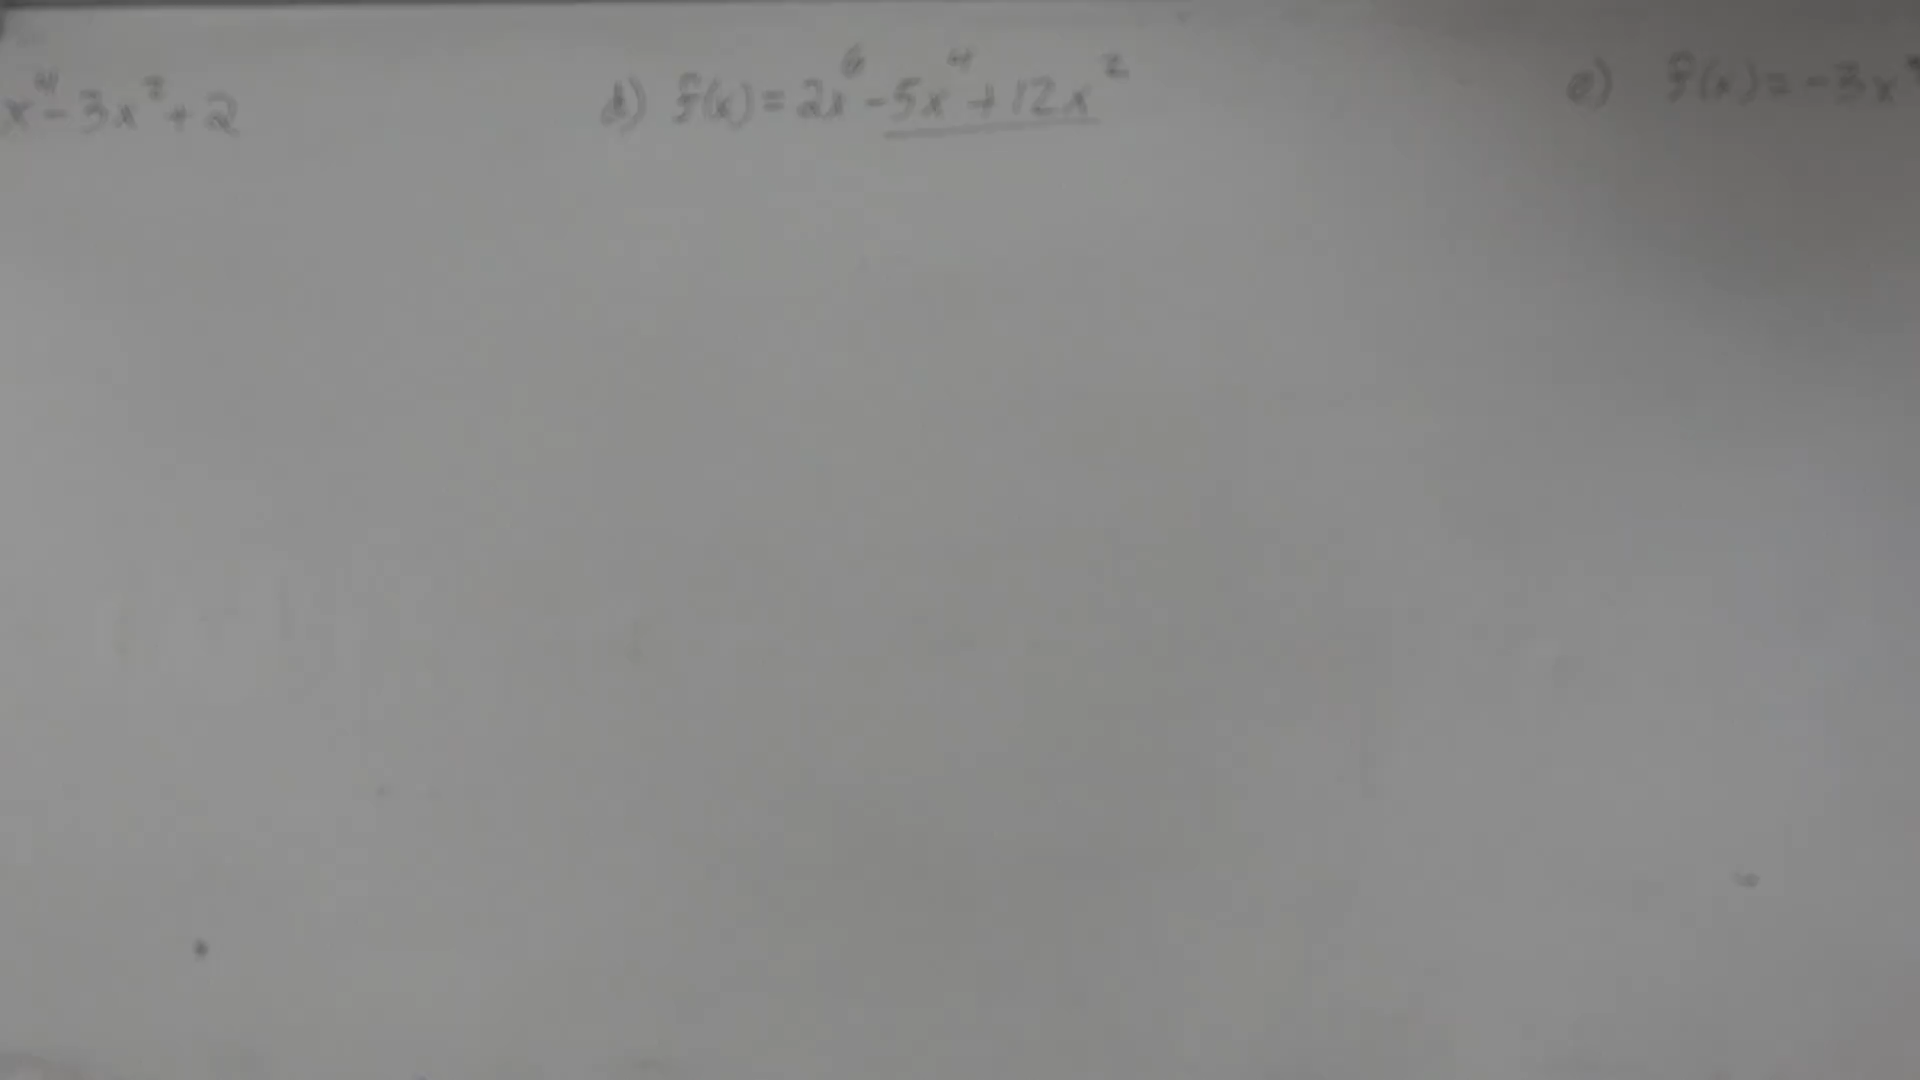 x⁴ - 3x² + 2
d) f(x) = 2x⁶ - 5x⁴ + 12x²
e) f(x) = -3x